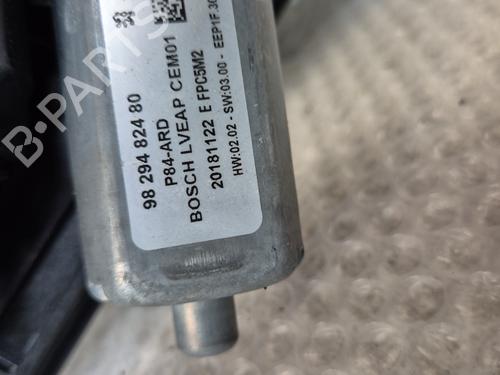 98 294 824 80
P84-ARD
BOSCH LVEAP CEM01
20181122 E FPC5M2
HW:02.02 - SW:03.00 - EEP1F.30
B-PARTS